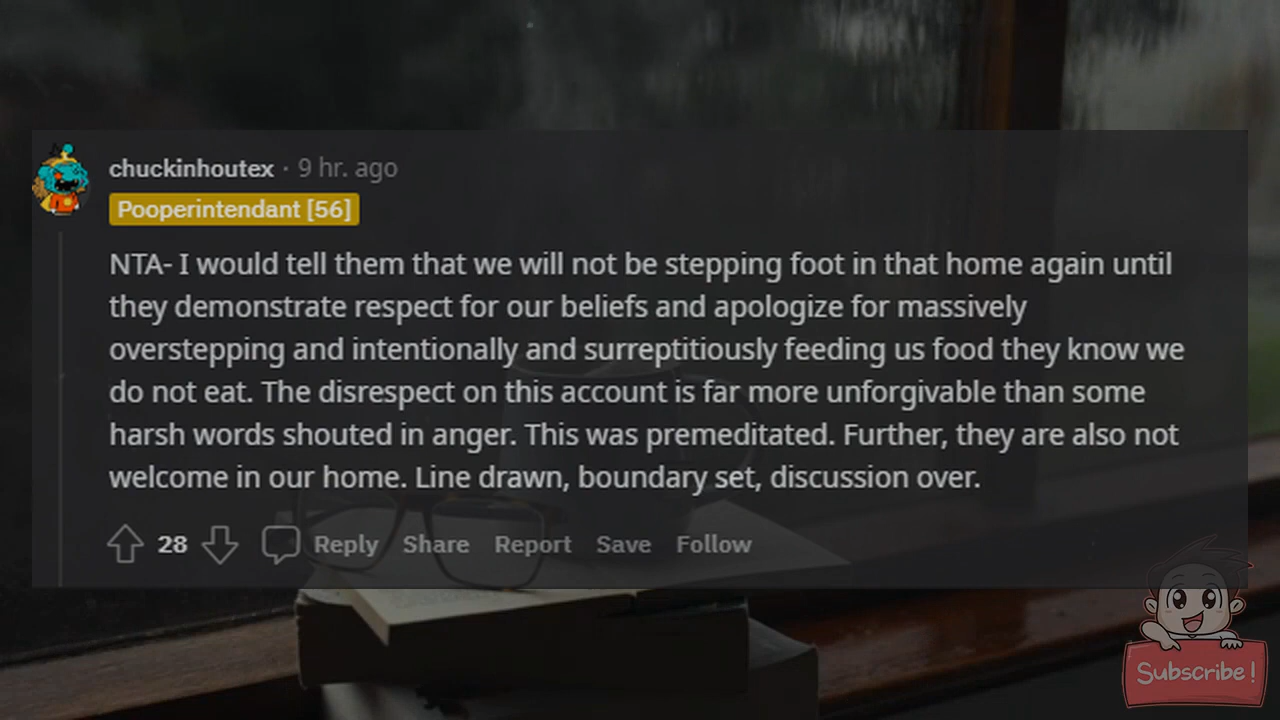 chuckinhoutex · 9 hr. ago
Pooperintendant [56]
NTA- I would tell them that we will not be stepping foot in that home again until
they demonstrate respect for our beliefs and apologize for massively
overstepping and intentionally and surreptitiously feeding us food they know we
do not eat. The disrespect on this account is far more unforgivable than some
harsh words shouted in anger. This was premeditated. Further, they are also not
welcome in our home. Line drawn, boundary set, discussion over.
28 Reply Share Report Save Follow
Subscribe!